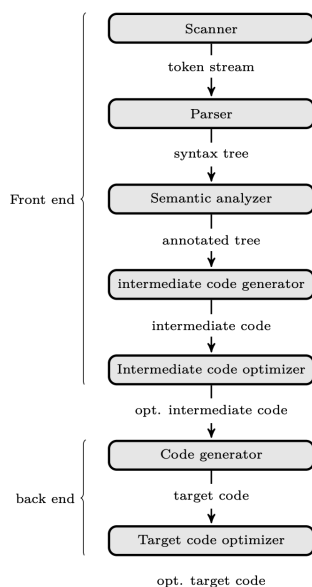 Scanner
token stream
Parser
syntax tree
Front end
Semantic analyzer
annotated tree
intermediate code generator
intermediate code
Intermediate code optimizer
opt. intermediate code
Code generator
back end
target code
Target code optimizer
opt. target code